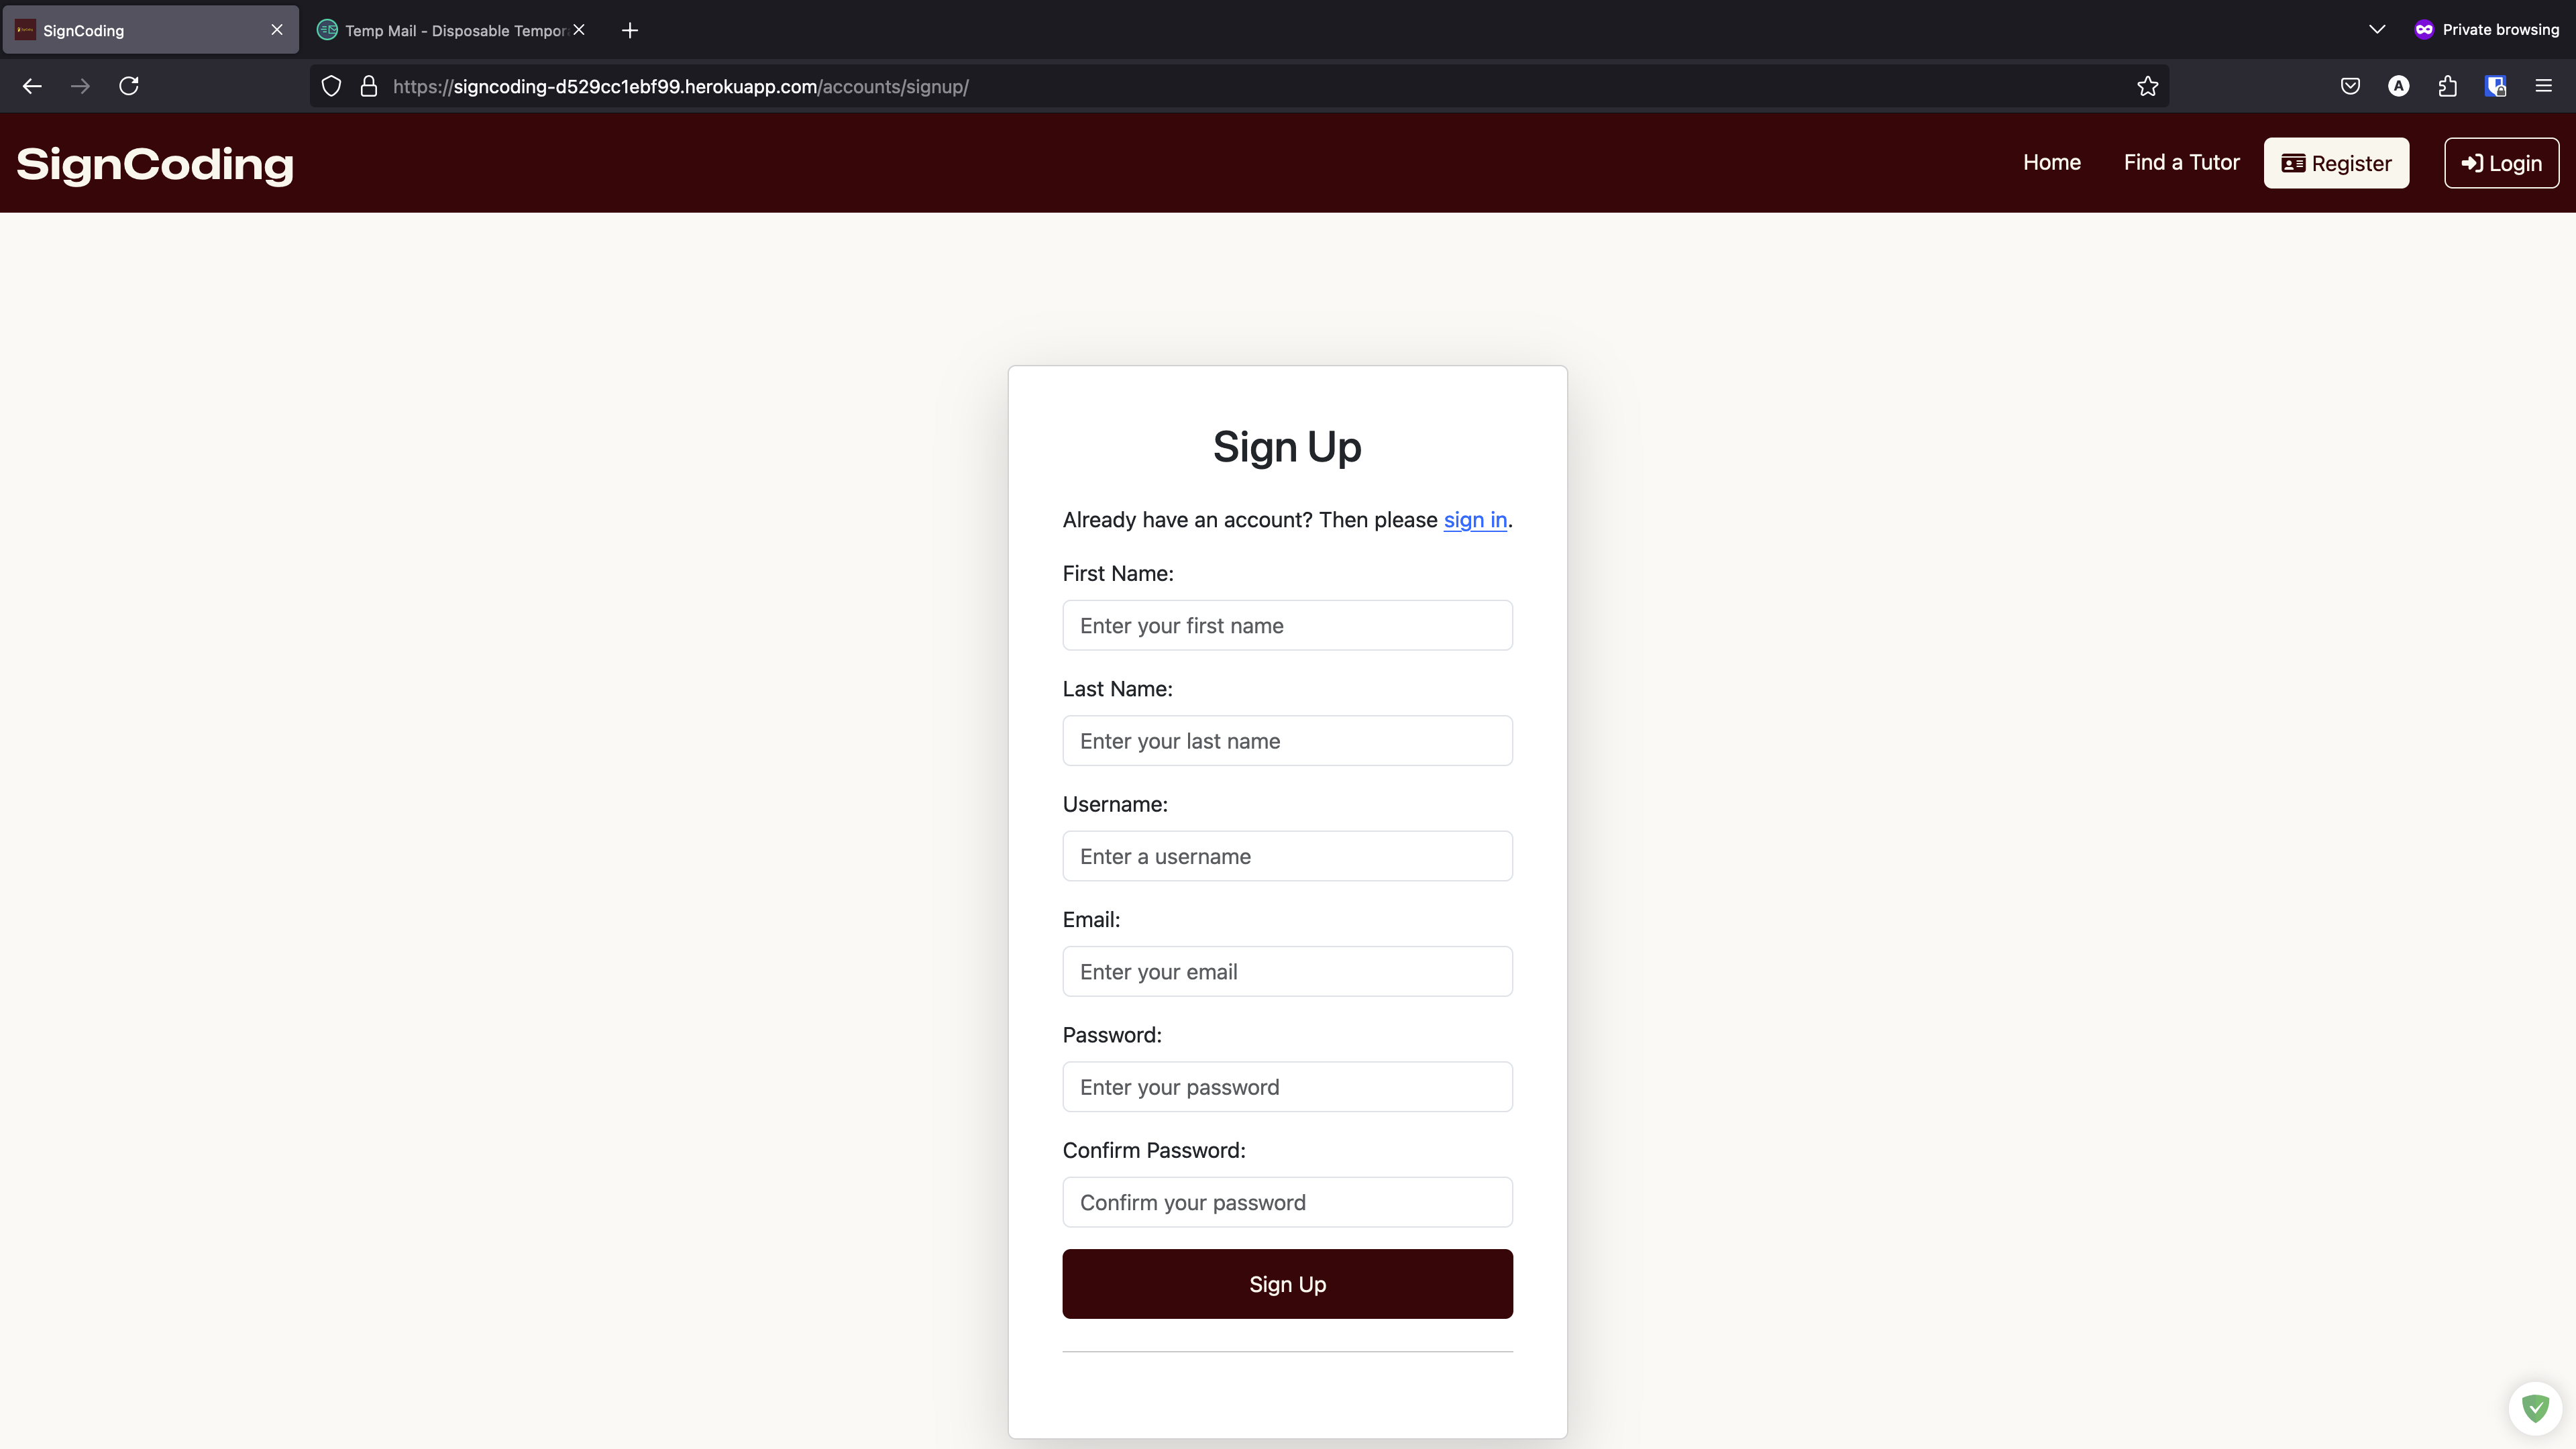 SignCoding
Temp Mail - Disposable Tempor
Private browsing
https://signcoding-d529cc1ebf99.herokuapp.com/accounts/signup/
A
SignCoding
Home
Find a Tutor
Register
Login
Sign Up
Already have an account? Then please sign in.
First Name:
Enter your first name
Last Name:
Enter your last name
Username:
Enter a username
Email:
Enter your email
Password:
Enter your password
Confirm Password:
Confirm your password
Sign Up